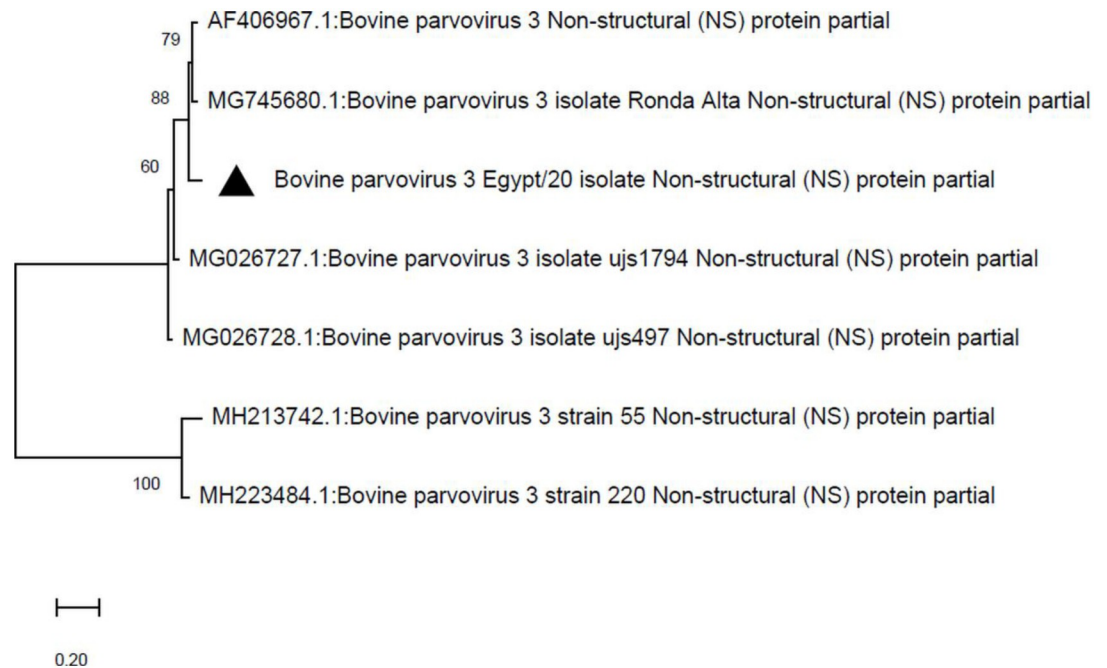 AF406967.1:Bovine parvovirus 3 Non-structural (NS) protein partial
79
88
MG745680.1:Bovine parvovirus 3 isolate Ronda Alta Non-structural (NS) protein partial
60
Bovine parvovirus 3 Egypt/20 isolate Non-structural (NS) protein partial
MG026727.1:Bovine parvovirus 3 isolate ujs1794 Non-structural (NS) protein partial
MG026728.1:Bovine parvovirus 3 isolate ujs497 Non-structural (NS) protein partial
MH213742.1:Bovine parvovirus 3 strain 55 Non-structural (NS) protein partial
100
MH223484.1:Bovine parvovirus 3 strain 220 Non-structural (NS) protein partial
0.20